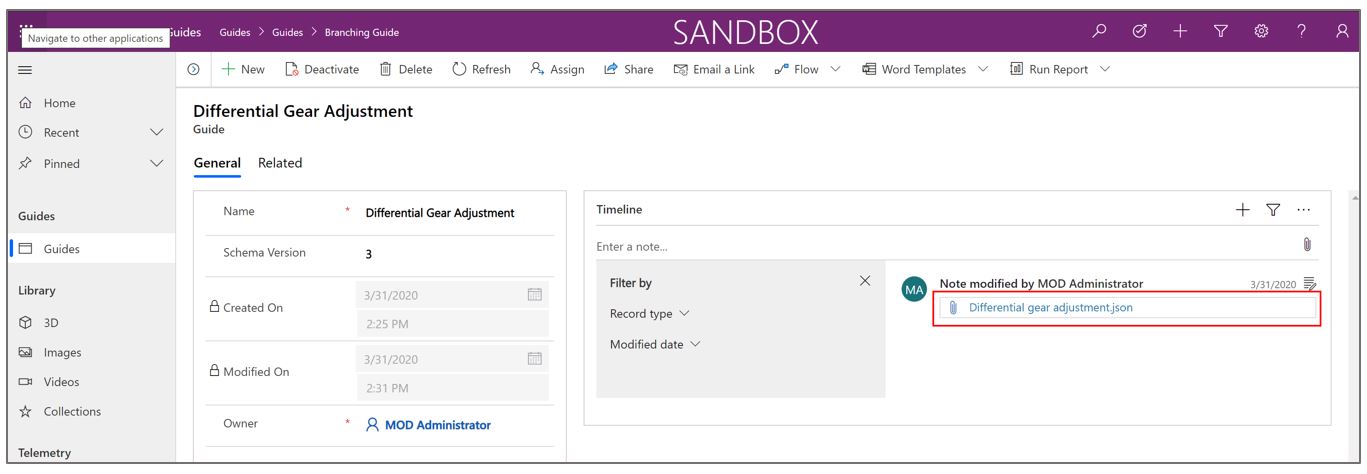 Navigate to other applications
Guides
Guides > Guides > Branching Guide
SANDBOX
New
Deactivate
Delete
Refresh
Assign
Share
Email a Link
Flow
Word Templates
Run Report
Home
Recent
Pinned
Guides
Guides
Library
3D
Images
Videos
Collections
Telemetry
Differential Gear Adjustment
Guide
General
Related
Name * Differential Gear Adjustment
Schema Version 3
Created On 3/31/2020
2:25 PM
Modified On 3/31/2020
2:31 PM
Owner * MOD Administrator
Timeline
Enter a note...
Filter by
Record type
Modified date
MA
Note modified by MOD Administrator 3/31/2020
Differential gear adjustment.json